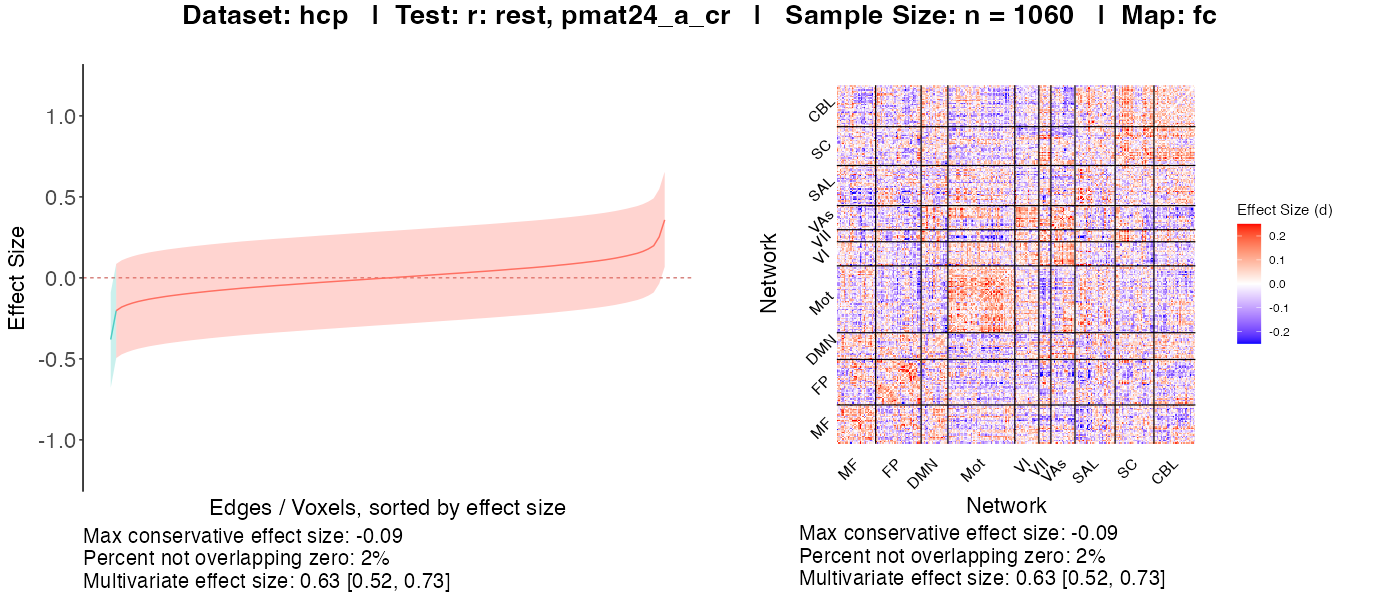 Dataset: hcp | Test: r: rest, pmat24_a_cr | Sample Size: n = 1060 | Map: fc
Effect Size
1.0
0.5
0.0
-0.5
-1.0
Edges / Voxels, sorted by effect size
Max conservative effect size: -0.09
Percent not overlapping zero: 2%
Multivariate effect size: 0.63 [0.52, 0.73]
Network
CBL
SC
SAL
VAs
VII
VI
Mot
DMN
FP
MF
MF
FP
DMN
Mot
VI
VII
VAs
SAL
SC
CBL
Network
Effect Size (d)
0.2
0.1
0.0
-0.1
-0.2
Max conservative effect size: -0.09
Percent not overlapping zero: 2%
Multivariate effect size: 0.63 [0.52, 0.73]